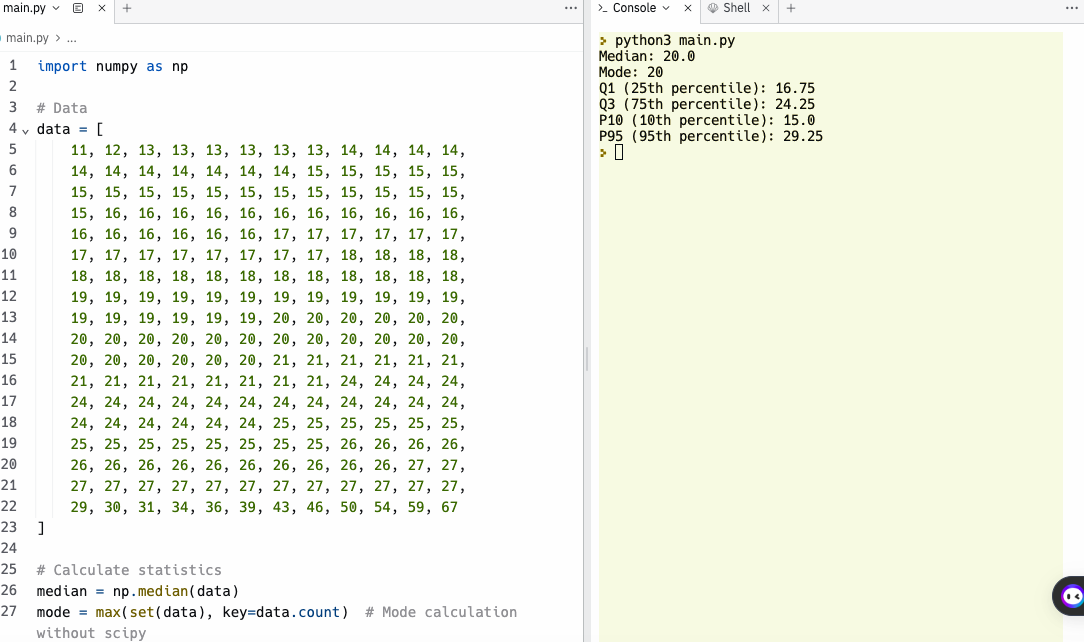 main.py
main.py > ...
1 import numpy as np
2
3 # Data
4 data = [
5 11, 12, 13, 13, 13, 13, 13, 13, 14, 14, 14, 14,
6 14, 14, 14, 14, 14, 14, 14, 15, 15, 15, 15, 15,
7 15, 15, 15, 15, 15, 15, 15, 15, 15, 15, 15, 15,
8 15, 16, 16, 16, 16, 16, 16, 16, 16, 16, 16, 16,
9 16, 16, 16, 16, 16, 16, 17, 17, 17, 17, 17, 17,
10 17, 17, 17, 17, 17, 17, 17, 17, 18, 18, 18, 18,
11 18, 18, 18, 18, 18, 18, 18, 18, 18, 18, 18, 18,
12 19, 19, 19, 19, 19, 19, 19, 19, 19, 19, 19, 19,
13 19, 19, 19, 19, 19, 19, 20, 20, 20, 20, 20, 20,
14 20, 20, 20, 20, 20, 20, 20, 20, 20, 20, 20, 20,
15 20, 20, 20, 20, 20, 20, 21, 21, 21, 21, 21, 21,
16 21, 21, 21, 21, 21, 21, 21, 21, 24, 24, 24, 24,
17 24, 24, 24, 24, 24, 24, 24, 24, 24, 24, 24, 24,
18 24, 24, 24, 24, 24, 24, 25, 25, 25, 25, 25, 25,
19 25, 25, 25, 25, 25, 25, 25, 25, 26, 26, 26, 26,
20 26, 26, 26, 26, 26, 26, 26, 26, 26, 26, 27, 27,
21 27, 27, 27, 27, 27, 27, 27, 27, 27, 27, 27, 27,
22 29, 30, 31, 34, 36, 39, 43, 46, 50, 54, 59, 67
23 ]
24
25 # Calculate statistics
26 median = np.median(data)
27 mode = max(set(data), key=data.count)  # Mode calculation
without scipy
Console
Shell
python3 main.py
Median: 20.0
Mode: 20
Q1 (25th percentile): 16.75
Q3 (75th percentile): 24.25
P10 (10th percentile): 15.0
P95 (95th percentile): 29.25